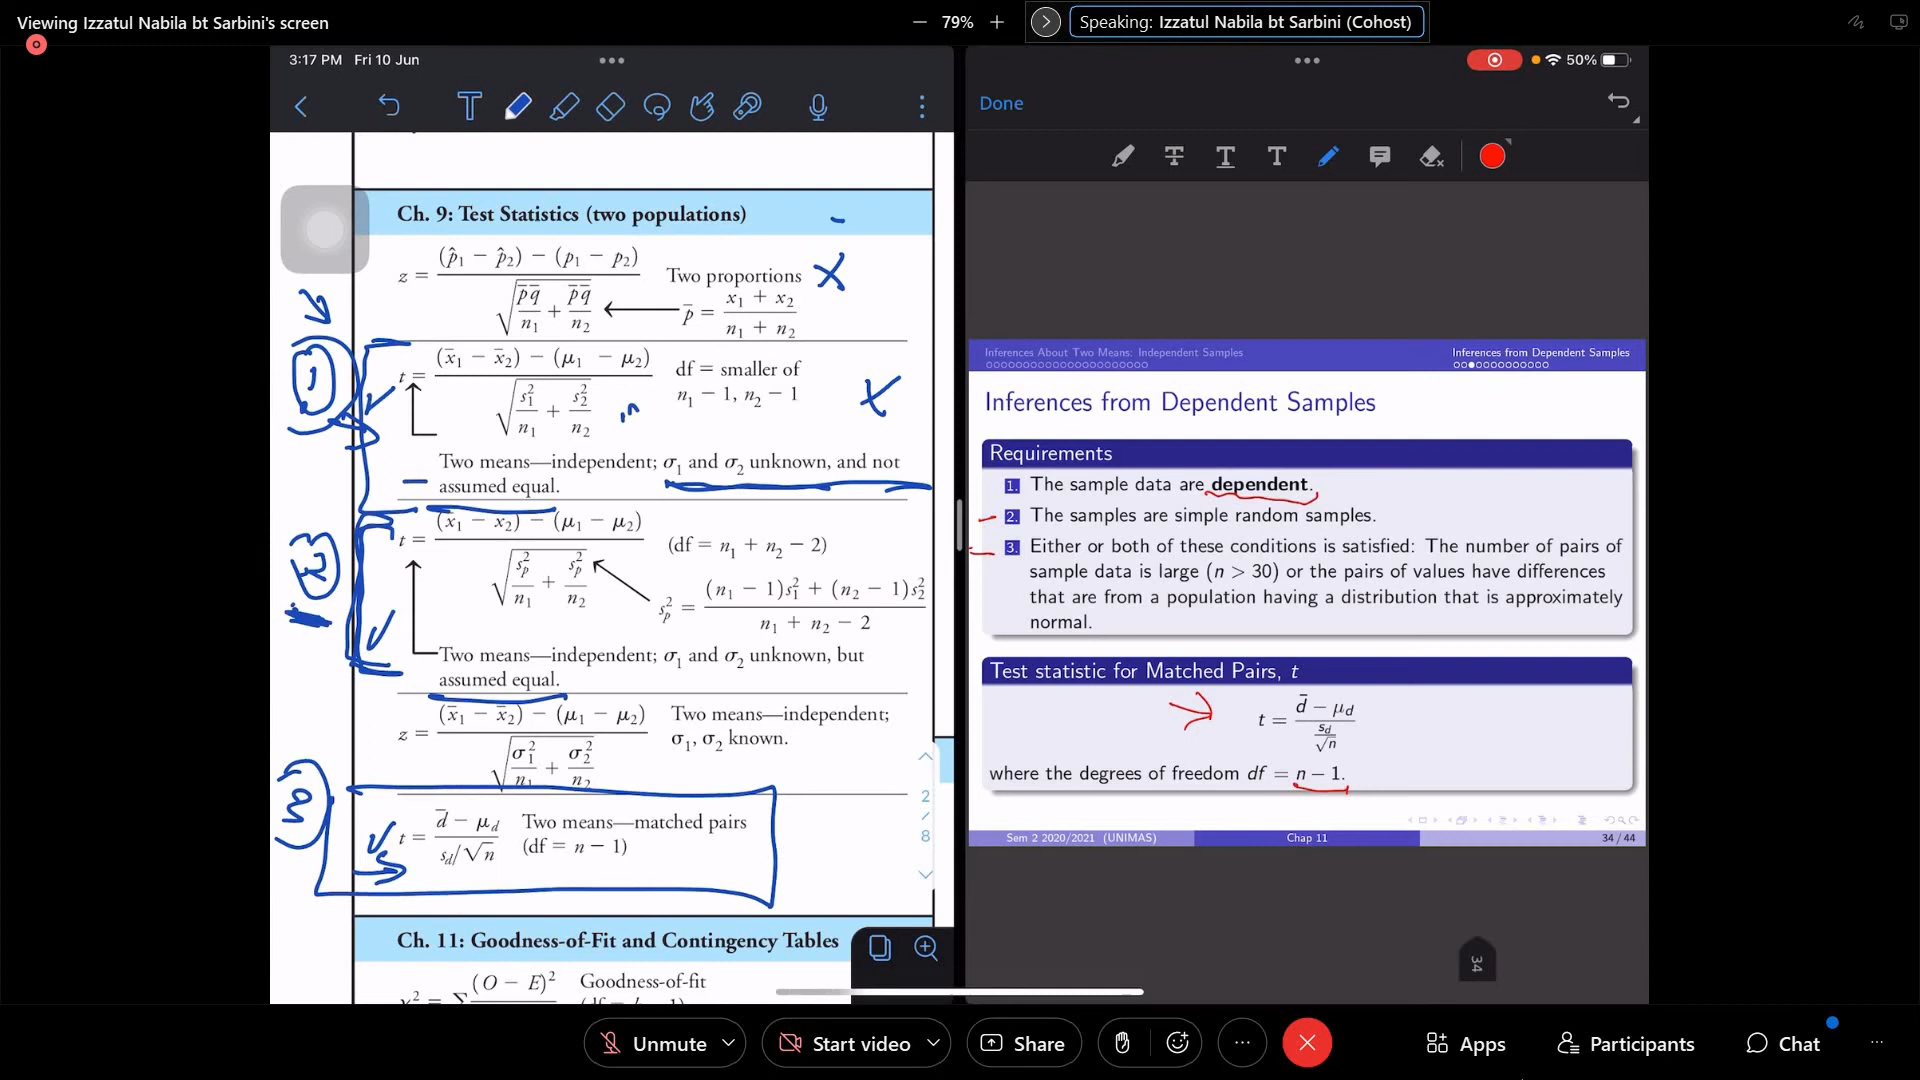 Viewing Izzatul Nabila bt Sarbini's screen
79%
Speaking: Izzatul Nabila bt Sarbini (Cohost)
3:17 PM Fri 10 Jun
Ch. 9: Test Statistics (two populations)
z = ((p̂₁ − p̂₂) − (p₁ − p₂)) / √(p̄q̄/n₁ + p̄q̄/n₂)
Two proportions X
p̄ = (x₁ + x₂) / (n₁ + n₂)
1
t = ((x̄₁ − x̄₂) − (μ₁ − μ₂)) / √(s₁²/n₁ + s₂²/n₂)
df = smaller of
n₁ − 1, n₂ − 1
Two means—independent; σ₁ and σ₂ unknown, and not
assumed equal.
2
t = ((x̄₁ − x̄₂) − (μ₁ − μ₂)) / √(sₚ²/n₁ + sₚ²/n₂)
(df = n₁ + n₂ − 2)
sₚ² = ((n₁ − 1)s₁² + (n₂ − 1)s₂²) / (n₁ + n₂ − 2)
Two means—independent; σ₁ and σ₂ unknown, but
assumed equal.
z = ((x̄₁ − x̄₂) − (μ₁ − μ₂)) / √(σ₁²/n₁ + σ₂²/n₂)
Two means—independent;
σ₁, σ₂ known.
3
t = (d̄ − μd) / (sd/√n)
Two means—matched pairs
(df = n − 1)
2
/
8
Ch. 11: Goodness-of-Fit and Contingency Tables
(O − E)²
Goodness-of-fit
50%
Done
Inferences About Two Means: Independent Samples
Inferences from Dependent Samples
Inferences from Dependent Samples
Requirements
1. The sample data are dependent.
2. The samples are simple random samples.
3. Either or both of these conditions is satisfied: The number of pairs of
sample data is large (n > 30) or the pairs of values have differences
that are from a population having a distribution that is approximately
normal.
Test statistic for Matched Pairs, t
t = (d̄ − μd) / (sd/√n)
where the degrees of freedom df = n − 1.
Sem 2 2020/2021 (UNIMAS)
Chap 11
34 / 44
34
Unmute
Start video
Share
Apps
Participants
Chat